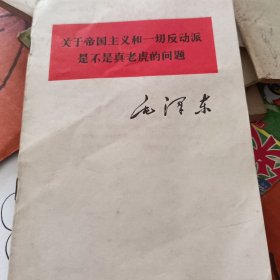 关于帝国主义和一切反动派
是不是真老虎的问题
毛泽东